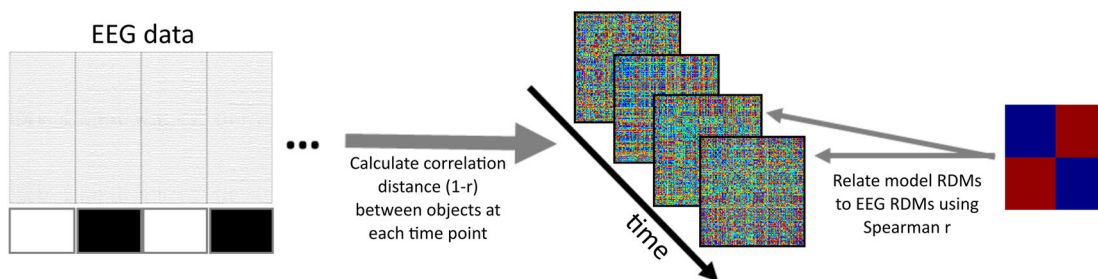 EEG data
...
Calculate correlation
distance (1-r)
between objects at
each time point
time
Relate model RDMs
to EEG RDMs using
Spearman r